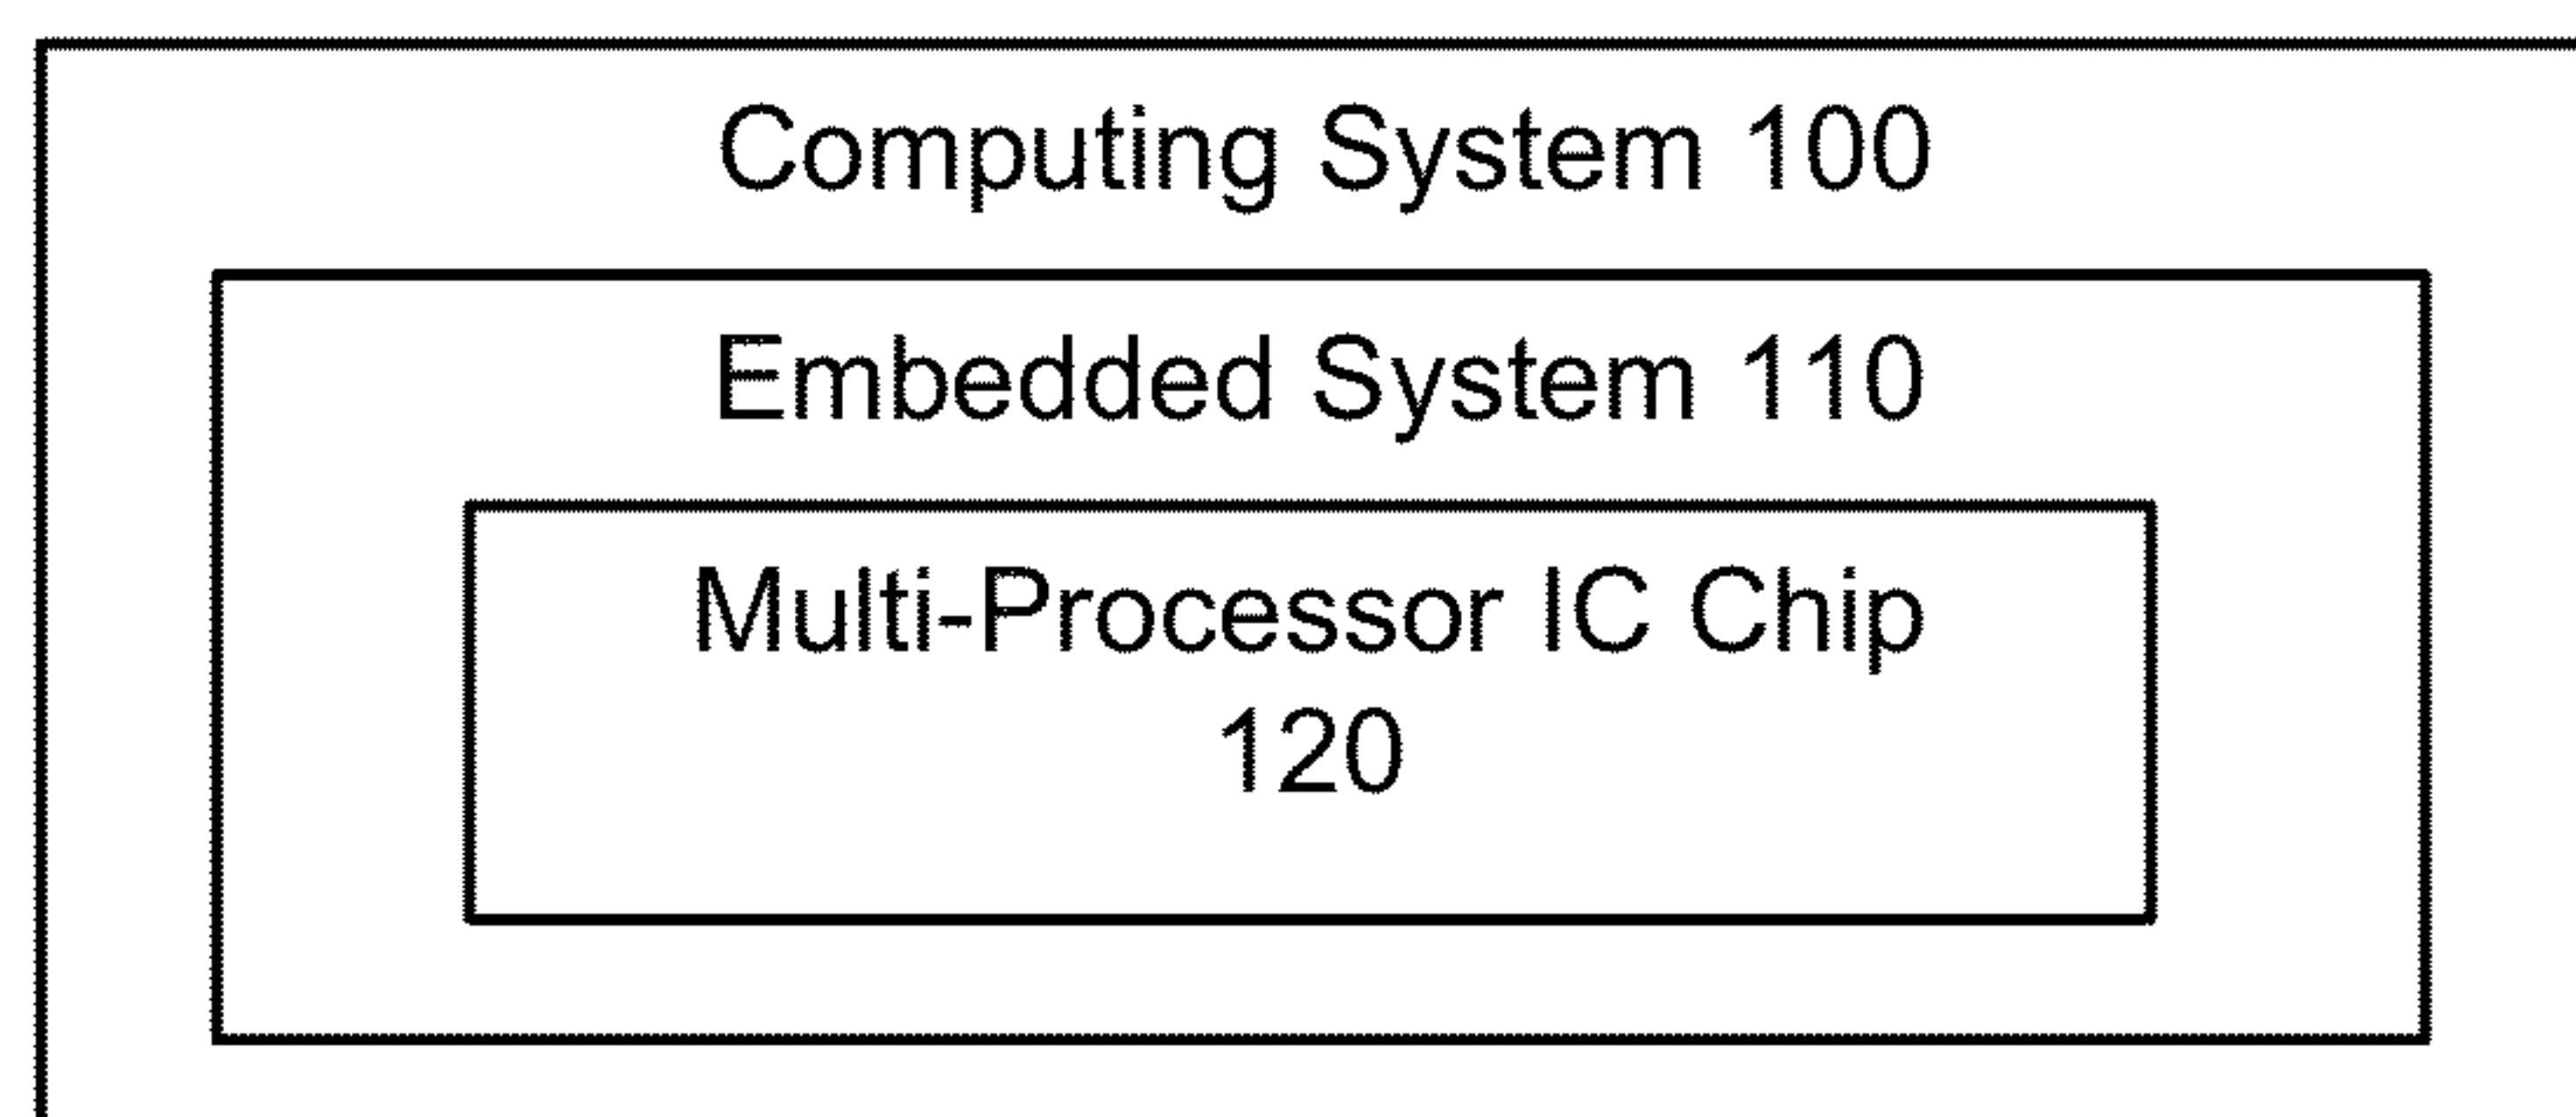 Computing System 100
Embedded System 110
Multi-Processor IC Chip
120